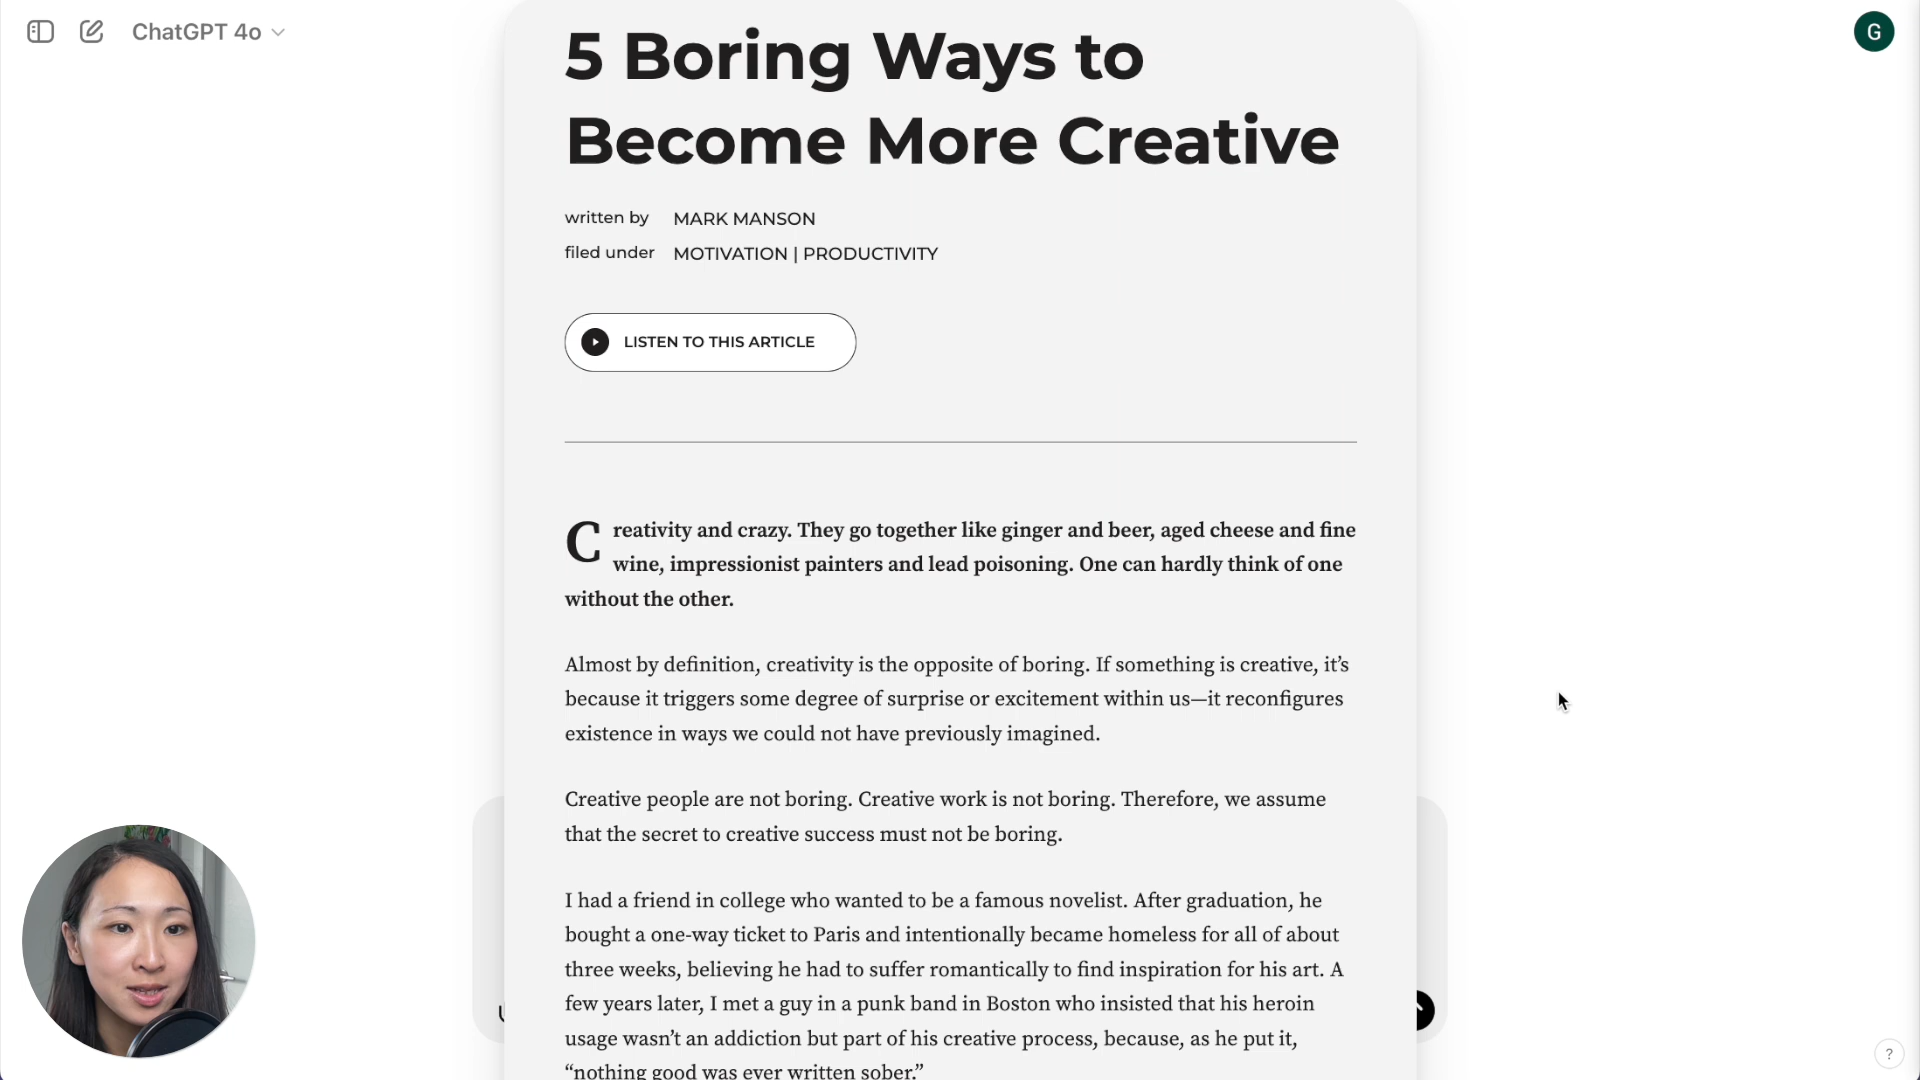 ChatGPT 4o
G
5 Boring Ways to
Become More Creative
written by MARK MANSON
filed under MOTIVATION | PRODUCTIVITY
LISTEN TO THIS ARTICLE
Creativity and crazy. They go together like ginger and beer, aged cheese and fine
wine, impressionist painters and lead poisoning. One can hardly think of one
without the other.
Almost by definition, creativity is the opposite of boring. If something is creative, it’s
because it triggers some degree of surprise or excitement within us—it reconfigures
existence in ways we could not have previously imagined.
Creative people are not boring. Creative work is not boring. Therefore, we assume
that the secret to creative success must not be boring.
I had a friend in college who wanted to be a famous novelist. After graduation, he
bought a one-way ticket to Paris and intentionally became homeless for all of about
three weeks, believing he had to suffer romantically to find inspiration for his art. A
few years later, I met a guy in a punk band in Boston who insisted that his heroin
usage wasn’t an addiction but part of his creative process, because, as he put it,
“nothing good was ever written sober.”
?